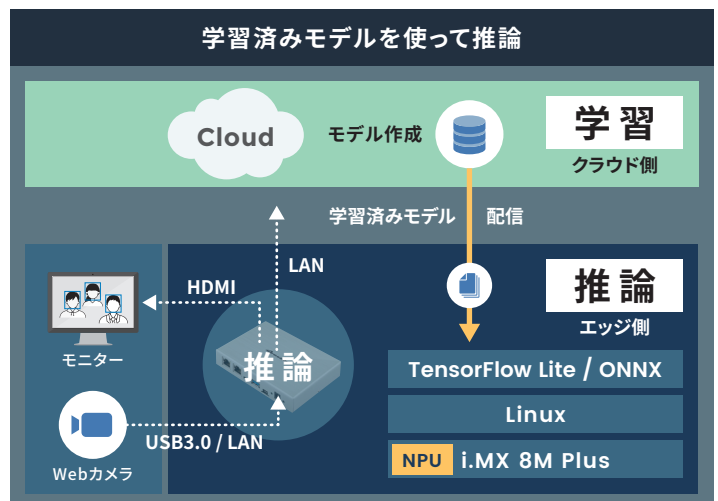 学習済みモデルを使って推論
Cloud
モデル作成
学習
クラウド側
学習済みモデル 配信
LAN
HDMI
推論
エッジ側
モニター
推論
TensorFlow Lite / ONNX
Linux
USB3.0 / LAN
NPU i.MX 8M Plus
Webカメラ